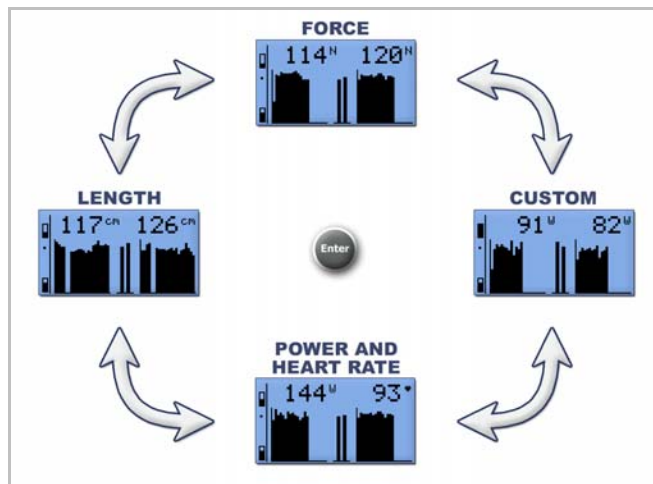 FORCE
114N 120N
LENGTH
117cm 126cm
CUSTOM
91W 82W
Enter
POWER AND
HEART RATE
144W 93♥